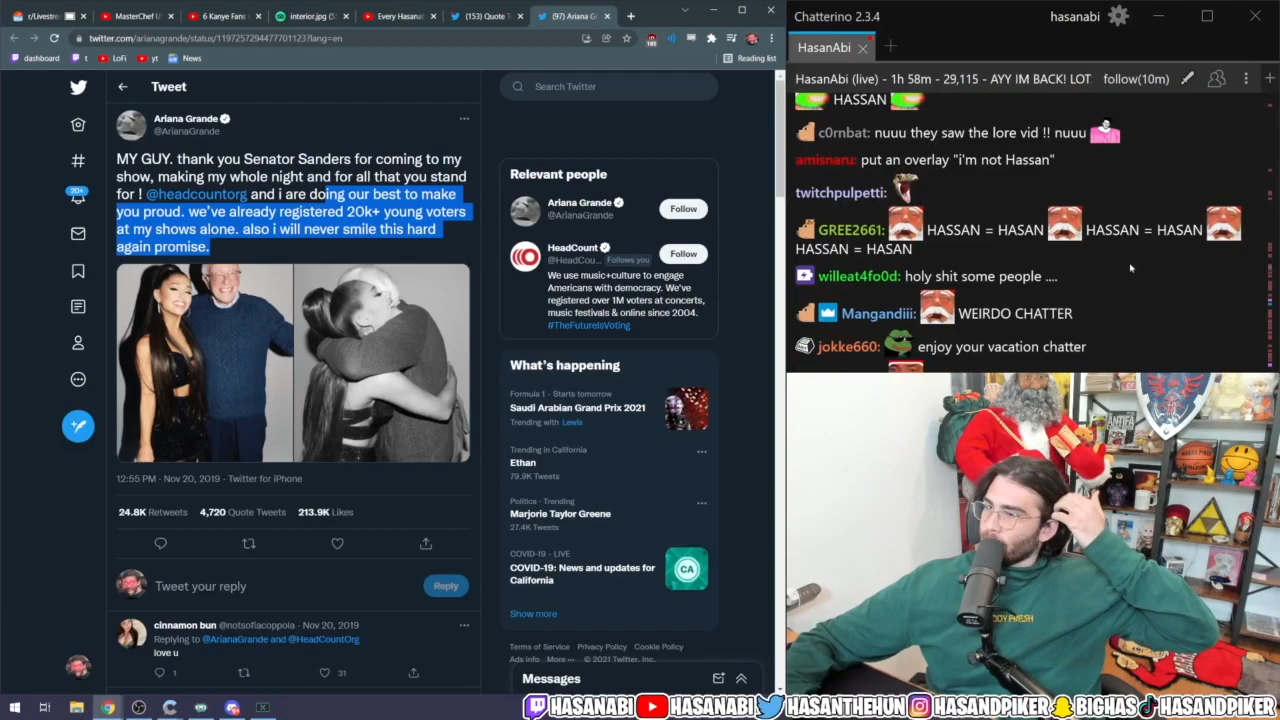 r/Livestre
MasterChef U
6 Kanye Fans
interior.jpg (5
Every Hasanab
(153) Quote T
(97) Ariana Gr
twitter.com/arianagrande/status/1197257294477701123?lang=en
185
dashboard
t
LoFi
yt
News
Reading list
Tweet
Ariana Grande
@ArianaGrande
MY GUY. thank you Senator Sanders for coming to my
show, making my whole night and for all that you stand
for ! @headcountorg and i are doing our best to make
you proud. we've already registered 20k+ young voters
at my shows alone. also i will never smile this hard
again promise.
12:55 PM · Nov 20, 2019 · Twitter for iPhone
24.8K Retweets 4,720 Quote Tweets 213.9K Likes
Tweet your reply
Reply
cinnamon bun @notsofiacoppola · Nov 20, 2019
Replying to @ArianaGrande and @HeadCountOrg
love u
1
31
20+
Search Twitter
Relevant people
Ariana Grande
@ArianaGrande
Follow
HeadCount
@HeadCou... Follows you
Follow
We use music+culture to engage
Americans with democracy. We've
registered over 1M voters at concerts,
music festivals & online since 2004.
#TheFutureIsVoting
What's happening
Formula 1 · Starts tomorrow
Saudi Arabian Grand Prix 2021
Trending with Lewis
Trending in California
Ethan
79.9K Tweets
Politics · Trending
Marjorie Taylor Greene
27.4K Tweets
COVID-19 · LIVE
COVID-19: News and updates for
California
CA
Show more
Terms of Service Privacy Policy Cookie Policy
Ads info More ··· © 2021 Twitter, Inc.
Messages
Chatterino 2.3.4
hasanabi
HasanAbi
HasanAbi (live) - 1h 58m - 29,115 - AYY IM BACK! LOT
follow(10m)
HASSAN
c0rnbat: nuuu they saw the lore vid !! nuuu
amisnaru: put an overlay "i'm not Hassan"
twitchpulpetti:
GREE2661: HASSAN = HASAN HASSAN = HASAN
HASSAN = HASAN
willeat4fo0d: holy shit some people ....
Mangandiii: WEIRDO CHATTER
jokke660: enjoy your vacation chatter
ANTIFA
HASANABI HASANABI HASANTHEHUN HASANDPIKER BIGHAS HASANDPIKER